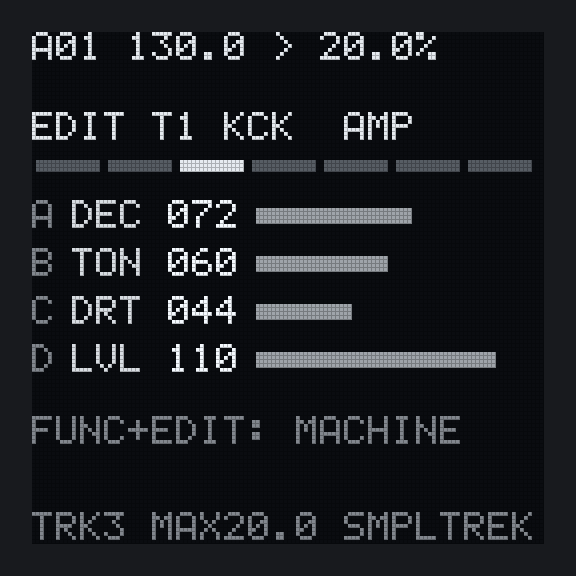 A01 130.0 > 20.0%
EDIT T1 KCK AMP
A DEC 072
B TON 060
C DRT 044
D LVL 110
FUNC+EDIT: MACHINE
TRK3 MAX20.0 SMPLTREK